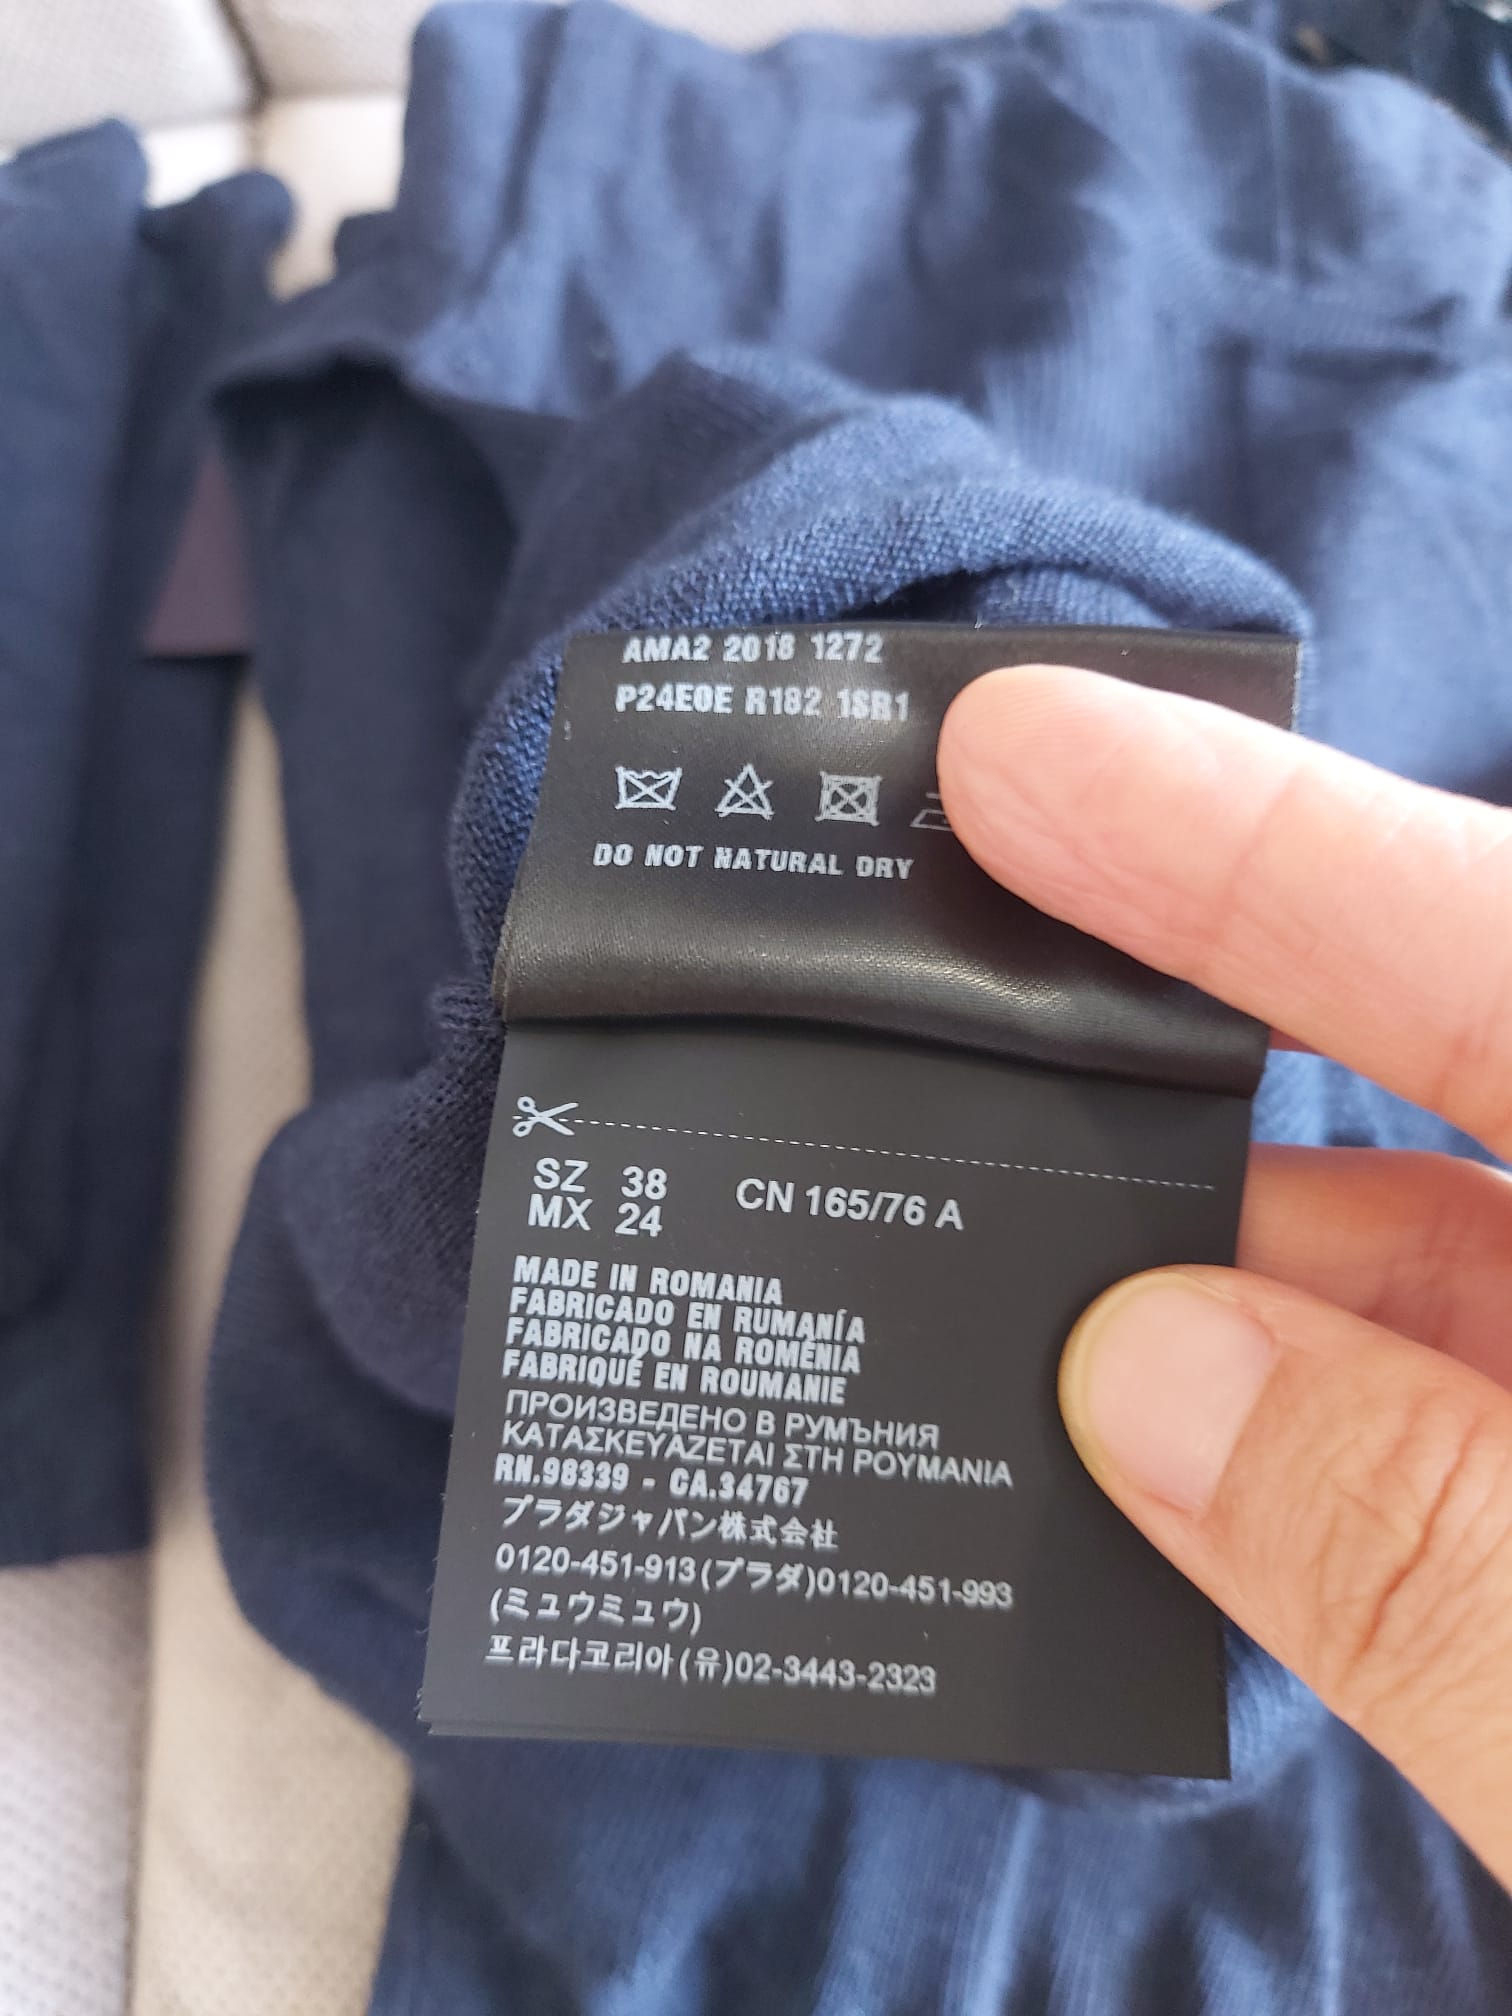 AMA2 2018 1272
P24E0E R182 1SR1
DO NOT NATURAL DRY
SZ 38 CN 165/76 A
MX 24
MADE IN ROMANIA
FABRICADO EN RUMANÍA
FABRICADO NA ROMÊNIA
FABRIQUÉ EN ROUMANIE
ПРОИЗВЕДЕНО В РУМЪНИЯ
ΚΑΤΑΣΚΕΥΑΖΕΤΑΙ ΣΤΗ ΡΟΥΜΑΝΙΑ
RN.98339 - CA.34767
プラダジャパン株式会社
0120-451-913(プラダ)0120-451-993
(ミュウミュウ)
프라다코리아(유)02-3443-2323